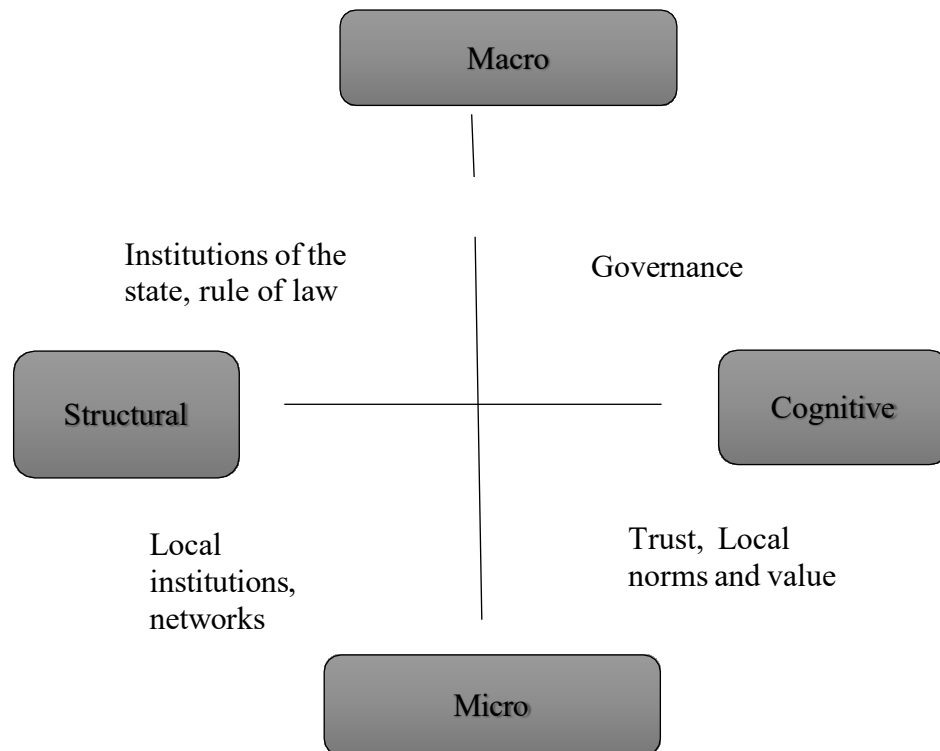 Macro
Institutions of the
state, rule of law
Governance
Structural
Cognitive
Local
institutions,
networks
Trust,  Local
norms and value
Micro